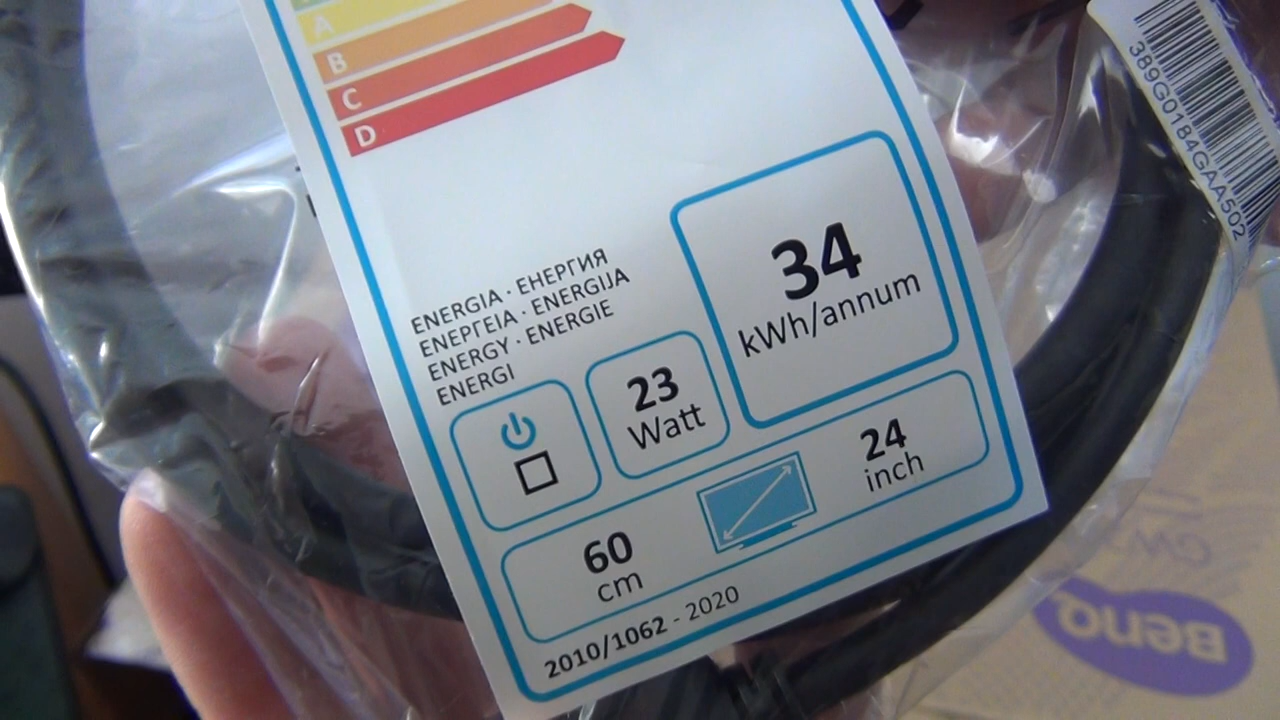 A
B
C
D
ENERGIA · ЕНЕРГИЯ
ΕΝΕΡΓΕΙΑ · ENERGIJA
ENERGY · ENERGIE
ENERGI
34
kWh/annum
23
Watt
24
inch
60
cm
2010/1062 - 2020
389G0184GAA502
BenQ